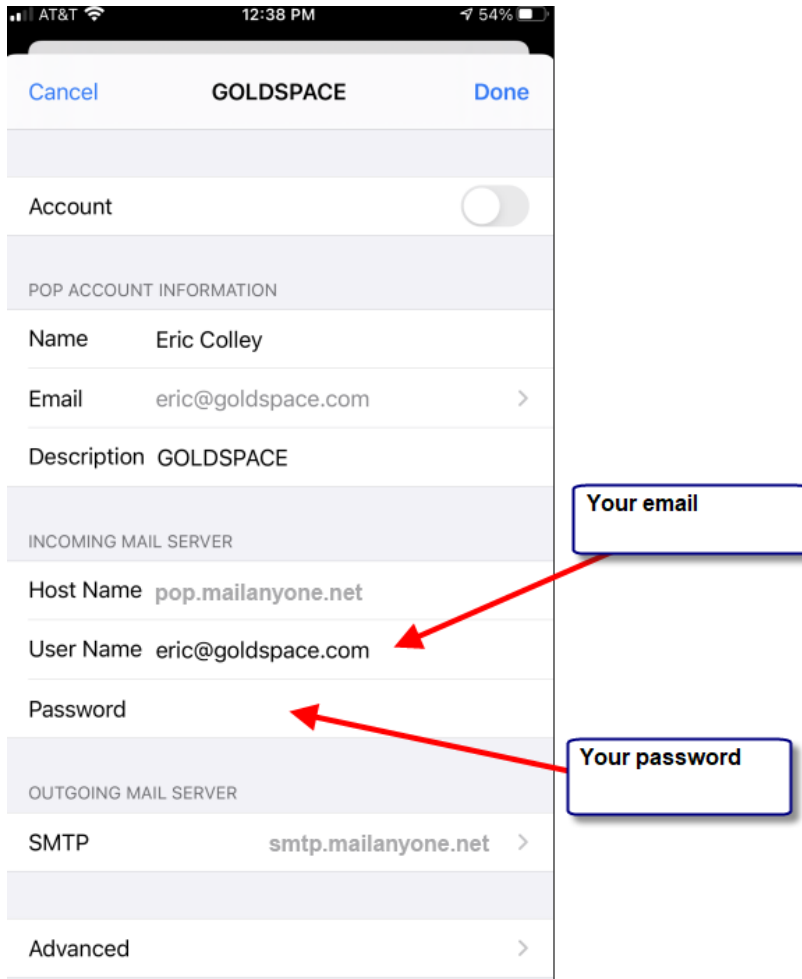 AT&T 12:38 PM 54%
Cancel GOLDSPACE Done
Account
POP ACCOUNT INFORMATION
Name Eric Colley
Email eric@goldspace.com
Description GOLDSPACE
Your email
INCOMING MAIL SERVER
Host Name pop.mailanyone.net
User Name eric@goldspace.com
Password
Your password
OUTGOING MAIL SERVER
SMTP smtp.mailanyone.net
Advanced